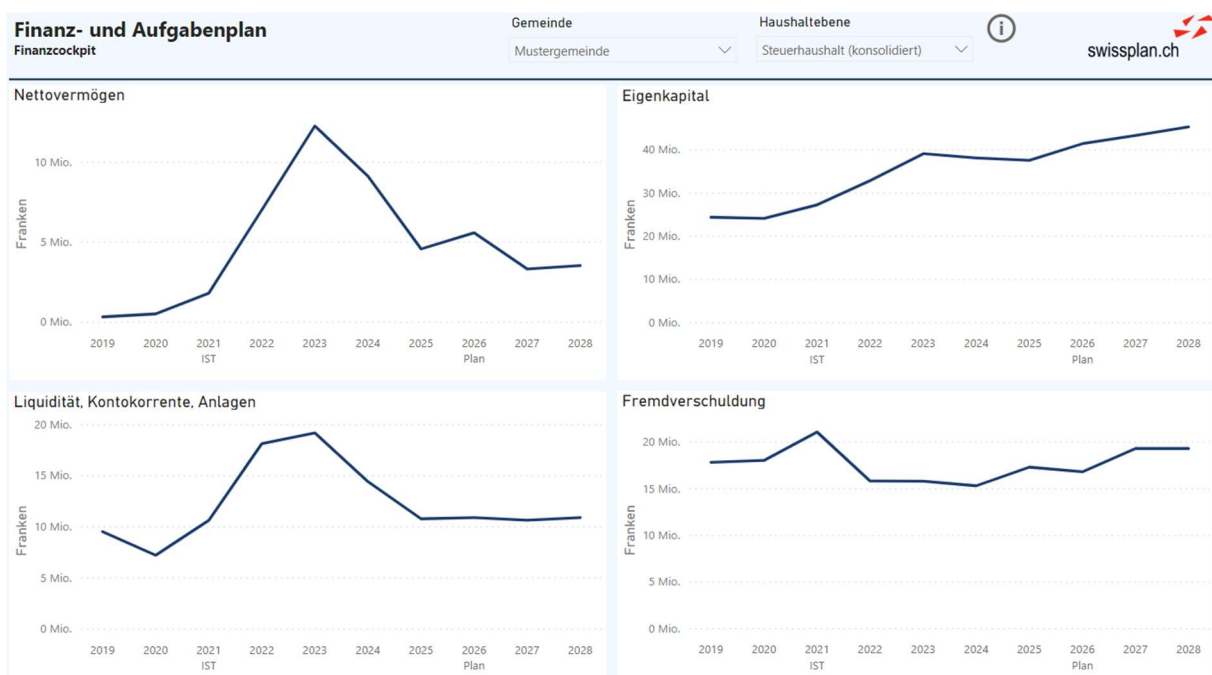 Finanz- und Aufgabenplan
Finanzcockpit
Gemeinde
Mustergemeinde
Haushaltebene
Steuerhaushalt (konsolidiert)
i
swissplan.ch
Nettovermögen
Franken
10 Mio.
5 Mio.
0 Mio.
2019 2020 2021 2022 2023 2024 2025 2026 2027 2028
IST Plan
Eigenkapital
Franken
40 Mio.
30 Mio.
20 Mio.
10 Mio.
0 Mio.
2019 2020 2021 2022 2023 2024 2025 2026 2027 2028
IST Plan
Liquidität, Kontokorrente, Anlagen
Franken
20 Mio.
15 Mio.
10 Mio.
5 Mio.
0 Mio.
2019 2020 2021 2022 2023 2024 2025 2026 2027 2028
IST Plan
Fremdverschuldung
Franken
20 Mio.
15 Mio.
10 Mio.
5 Mio.
0 Mio.
2019 2020 2021 2022 2023 2024 2025 2026 2027 2028
IST Plan